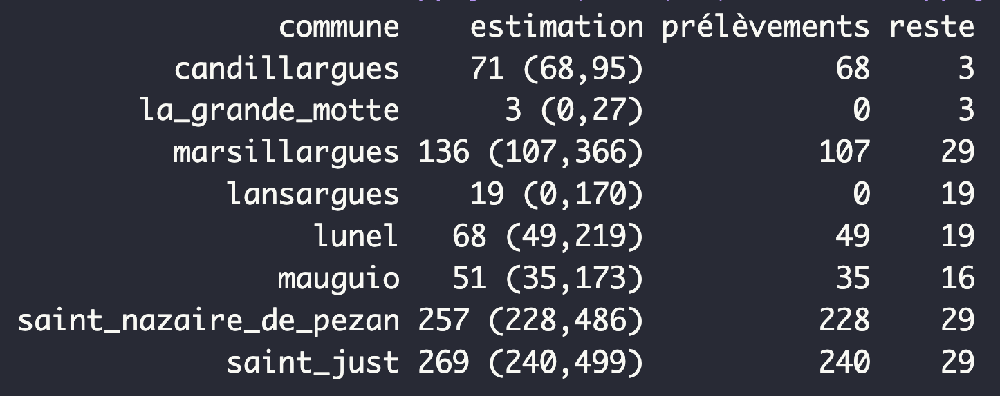 commune estimation prélèvements reste
candillargues 71 (68,95) 68 3
la_grande_motte 3 (0,27) 0 3
marsillargues 136 (107,366) 107 29
lansargues 19 (0,170) 0 19
lunel 68 (49,219) 49 19
mauguio 51 (35,173) 35 16
saint_nazaire_de_pezan 257 (228,486) 228 29
saint_just 269 (240,499) 240 29